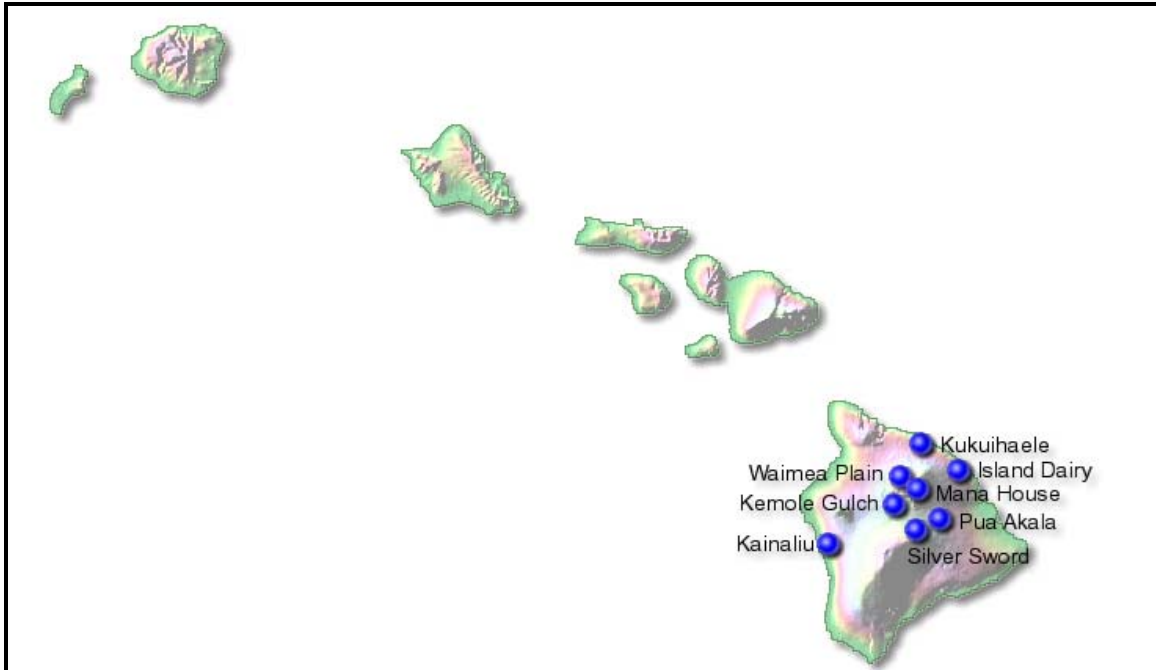 Kukuihaele
Island Dairy
Waimea Plain
Mana House
Kemole Gulch
Pua Akala
Kainaliu
Silver Sword